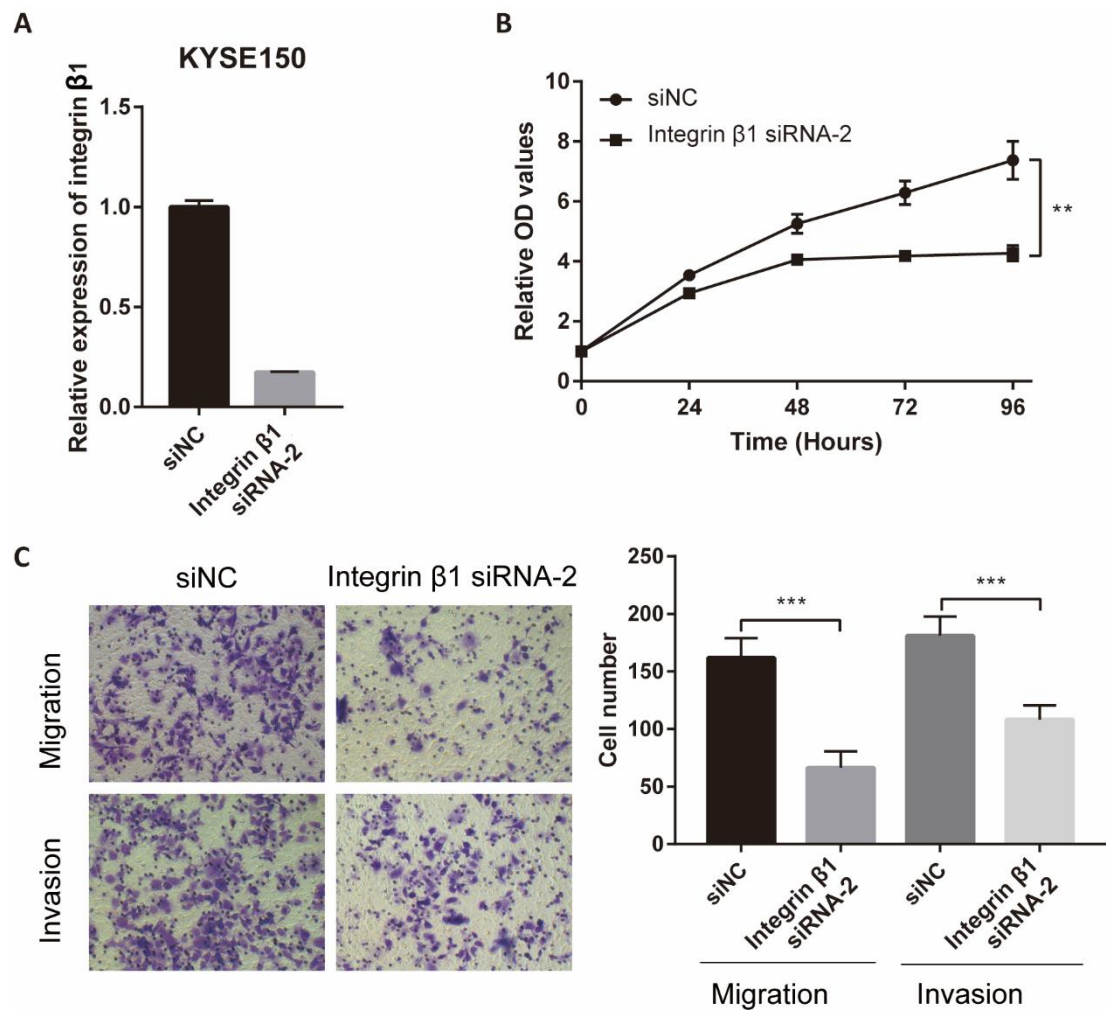 A
KYSE150
Relative expression of integrin β1
1.5
1.0
0.5
0.0
siNC
Integrin β1
siRNA-2
B
Relative OD values
10
8
6
4
2
0
siNC
Integrin β1 siRNA-2
**
0 24 48 72 96
Time (Hours)
C
siNC Integrin β1 siRNA-2
Migration
Invasion
Cell number
250
200
150
100
50
0
***
***
siNC
Integrin β1
siRNA-2
siNC
Integrin β1
siRNA-2
Migration Invasion